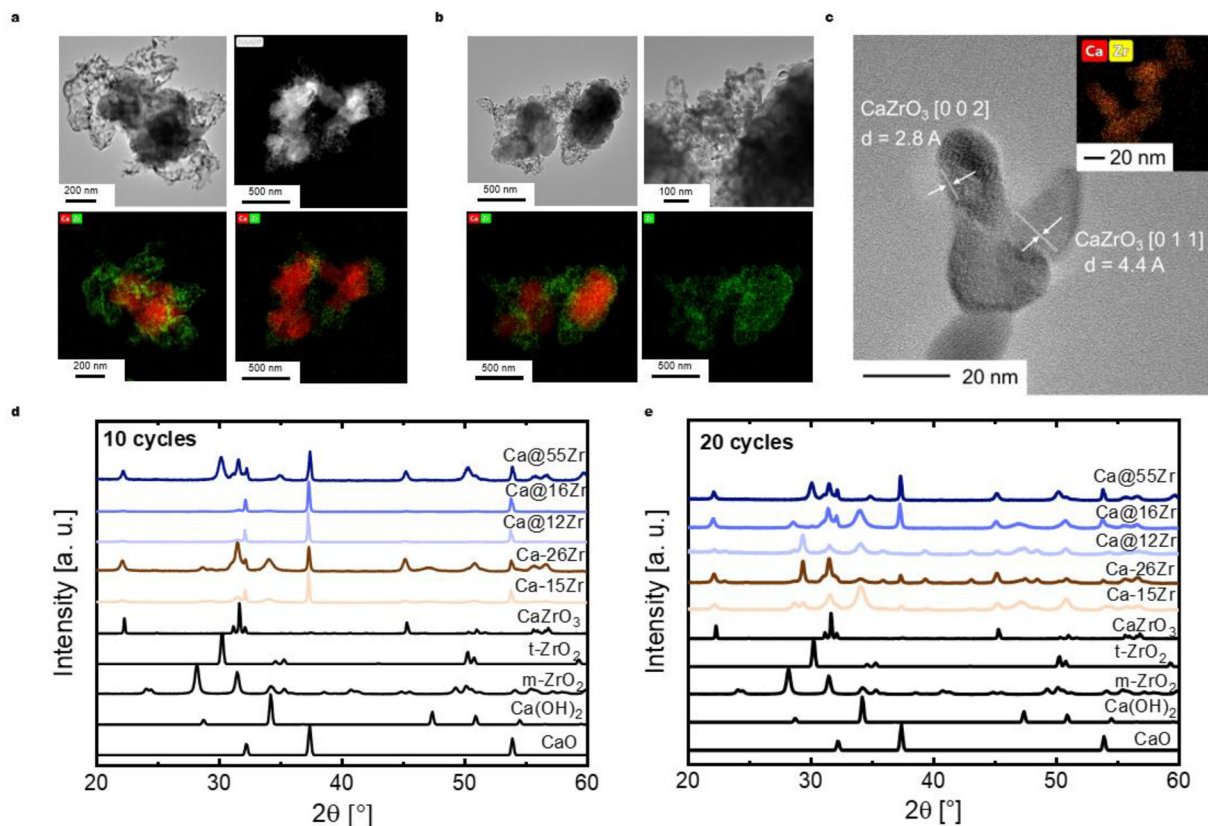 a
b
c
200 nm
500 nm
500 nm
100 nm
Ca Zr
200 nm
Ca Zr
500 nm
Ca Zr
500 nm
Zr
500 nm
Ca Zr
20 nm
CaZrO₃ [0 0 2]
d = 2.8 A
CaZrO₃ [0 1 1]
d = 4.4 A
20 nm
d
10 cycles
Ca@55Zr
Ca@16Zr
Ca@12Zr
Ca-26Zr
Ca-15Zr
CaZrO₃
t-ZrO₂
m-ZrO₂
Ca(OH)₂
CaO
Intensity [a. u.]
20 30 40 50 60
2θ [°]
e
20 cycles
Ca@55Zr
Ca@16Zr
Ca@12Zr
Ca-26Zr
Ca-15Zr
CaZrO₃
t-ZrO₂
m-ZrO₂
Ca(OH)₂
CaO
Intensity [a. u.]
20 30 40 50 60
2θ [°]